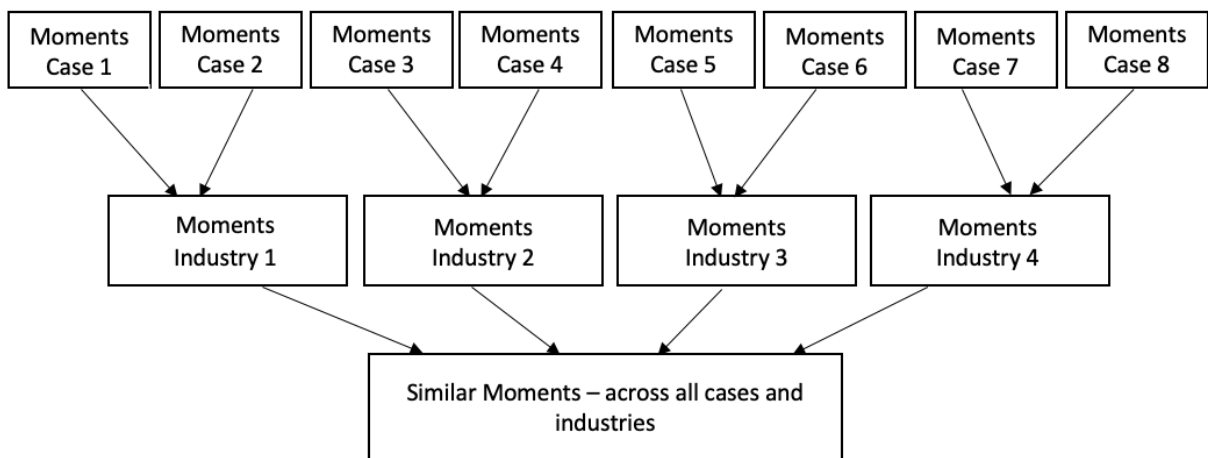 Moments
Case 1
Moments
Case 2
Moments
Case 3
Moments
Case 4
Moments
Case 5
Moments
Case 6
Moments
Case 7
Moments
Case 8
Moments
Industry 1
Moments
Industry 2
Moments
Industry 3
Moments
Industry 4
Similar Moments – across all cases and
industries